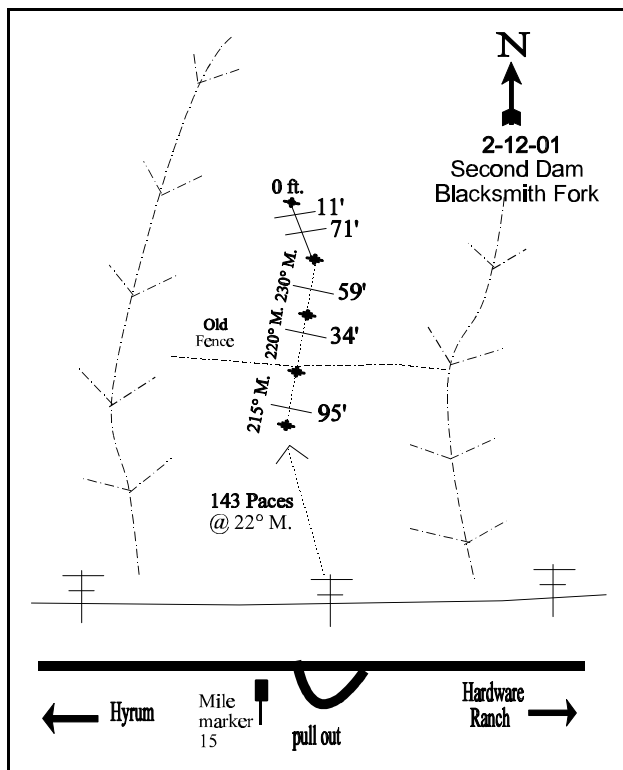 N
2-12-01
Second Dam
Blacksmith Fork
0 ft.
11'
71'
230° M.
59'
220° M.
34'
Old
Fence
215° M.
95'
143 Paces
@ 22° M.
Hyrum
Mile
marker
15
pull out
Hardware
Ranch